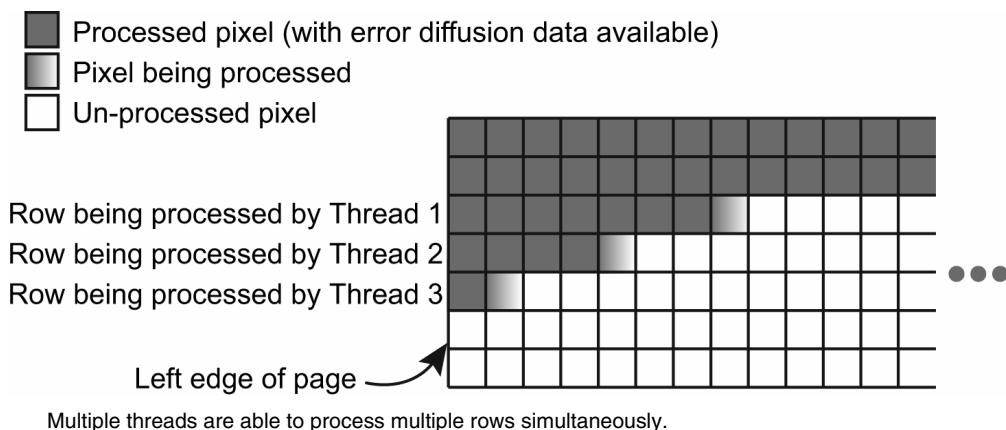 Processed pixel (with error diffusion data available)
Pixel being processed
Un-processed pixel
Row being processed by Thread 1
Row being processed by Thread 2
Row being processed by Thread 3
Left edge of page
Multiple threads are able to process multiple rows simultaneously.